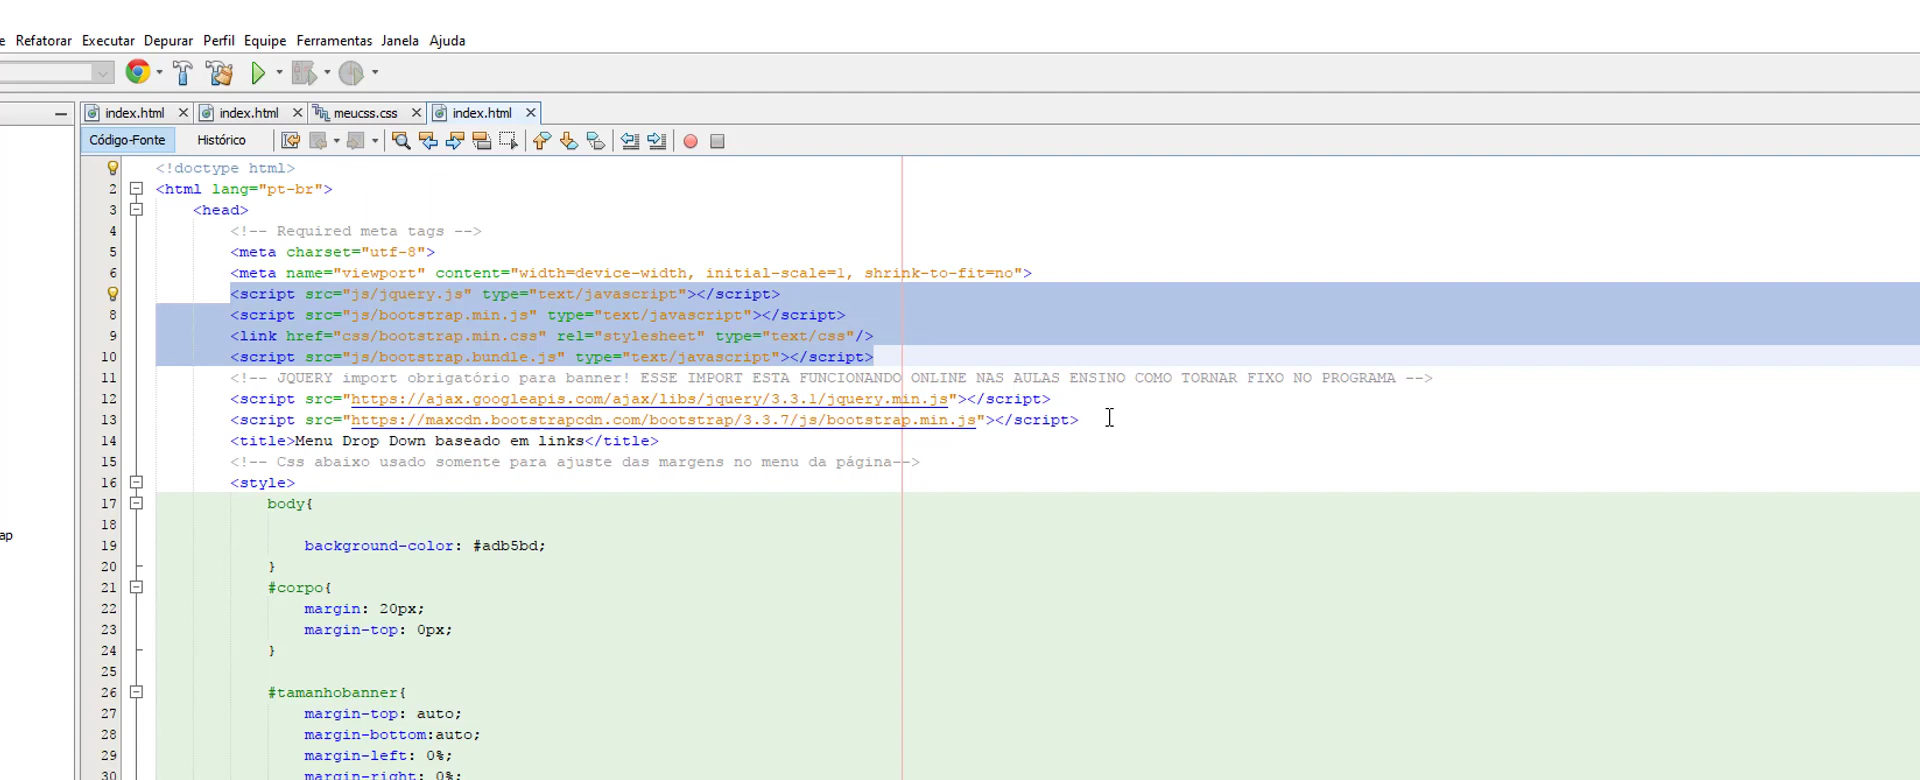 e Refatorar Executar Depurar Perfil Equipe Ferramentas Janela Ajuda
index.html index.html meucss.css index.html
Código-Fonte Histórico
<!doctype html>
2 <html lang="pt-br">
3 <head>
4 <!-- Required meta tags -->
5 <meta charset="utf-8">
6 <meta name="viewport" content="width=device-width, initial-scale=1, shrink-to-fit=no">
<script src="js/jquery.js" type="text/javascript"></script>
8 <script src="js/bootstrap.min.js" type="text/javascript"></script>
9 <link href="css/bootstrap.min.css" rel="stylesheet" type="text/css"/>
10 <script src="js/bootstrap.bundle.js" type="text/javascript"></script>
11 <!-- JQUERY import obrigatório para banner! ESSE IMPORT ESTA FUNCIONANDO ONLINE NAS AULAS ENSINO COMO TORNAR FIXO NO PROGRAMA -->
12 <script src="https://ajax.googleapis.com/ajax/libs/jquery/3.3.1/jquery.min.js"></script>
13 <script src="https://maxcdn.bootstrapcdn.com/bootstrap/3.3.7/js/bootstrap.min.js"></script>
14 <title>Menu Drop Down baseado em links</title>
15 <!-- Css abaixo usado somente para ajuste das margens no menu da página-->
16 <style>
17 body{
18
ap
19 background-color: #adb5bd;
20 }
21 #corpo{
22 margin: 20px;
23 margin-top: 0px;
24 }
25
26 #tamanhobanner{
27 margin-top: auto;
28 margin-bottom:auto;
29 margin-left: 0%;
30 margin-right: 0%;